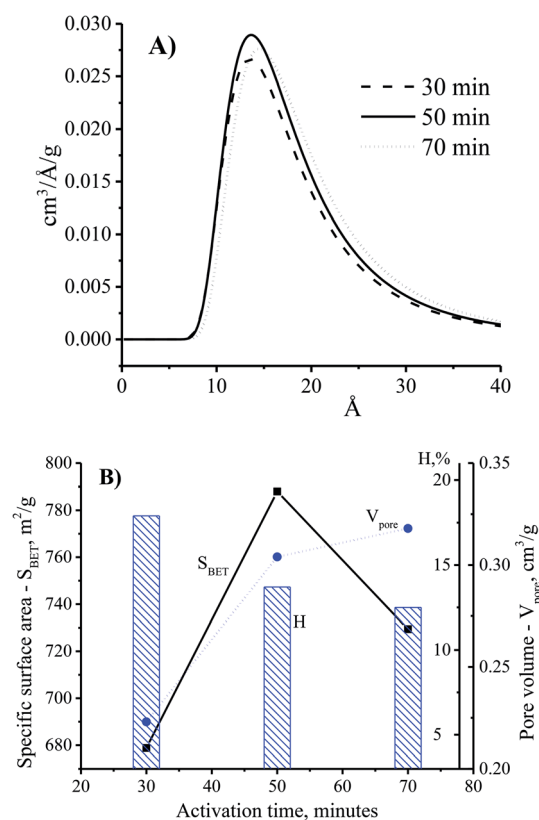 A)
0.030
0.025
0.020
0.015
0.010
0.005
0.000
cm³/Å/g
30 min
50 min
70 min
0 10 20 30 40
Å
B)
H,%
800
780
760
740
720
700
680
Specific surface area - S_BET, m²/g
S_BET
V_pore
H
20
15
10
5
0.35
0.30
0.25
0.20
Pore volume - V_pore, cm³/g
20 30 40 50 60 70 80
Activation time, minutes